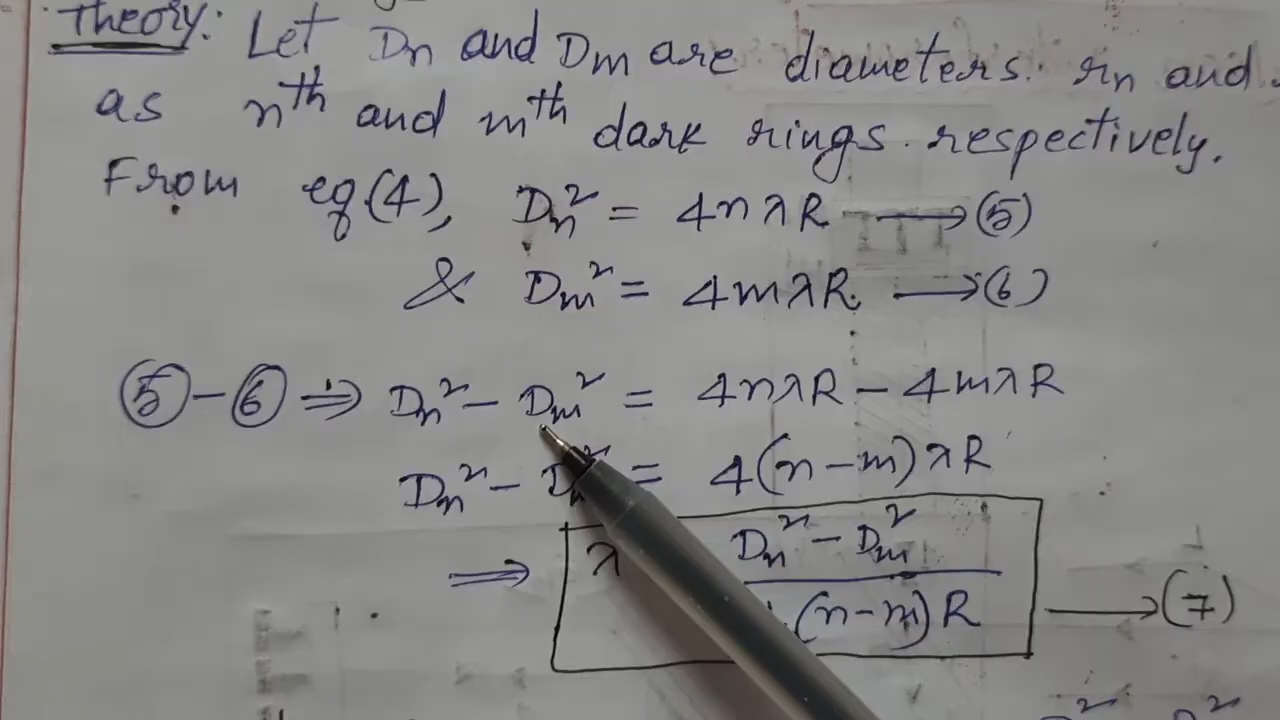 Theory: Let Dn and Dm are diameters. rn and
as nth and mth dark rings respectively.
From eq.(4), Dn² = 4nλR ⟶ (5)
& Dm² = 4mλR. ⟶ (6)
⑤ - ⑥ ⇒ Dn² - Dm² = 4nλR - 4mλR
Dn² - = 4(n-m)λR
⇒ λ Dn² - Dm² / (n-m)R ⟶ (7)